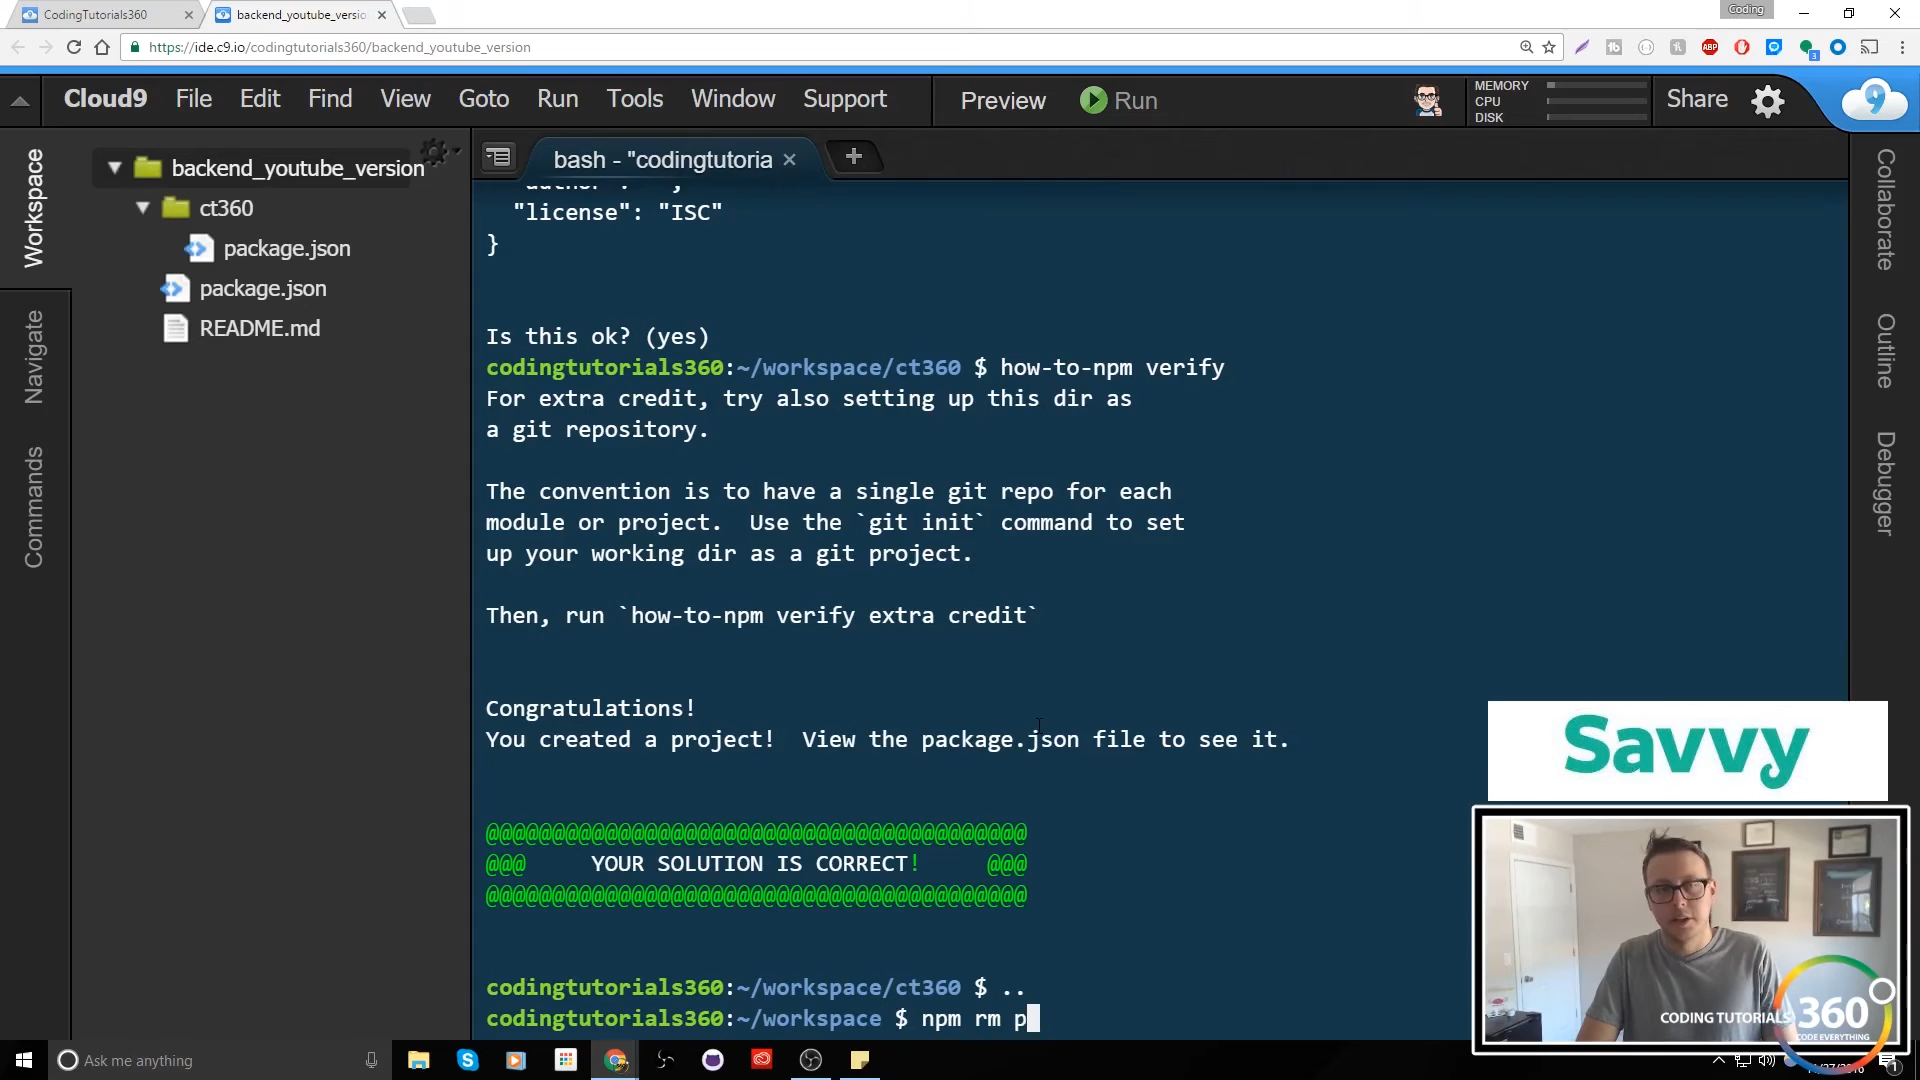 CodingTutorials360
backend_youtube_versio
Coding
https://ide.c9.io/codingtutorials360/backend_youtube_version
Cloud9 File Edit Find View Goto Run Tools Window Support Preview Run
MEMORY
CPU
DISK
Share
Workspace
Navigate
Commands
backend_youtube_version
ct360
package.json
package.json
README.md
bash - "codingtutoria
"license": "ISC"
}
Is this ok? (yes)
codingtutorials360:~/workspace/ct360 $ how-to-npm verify
For extra credit, try also setting up this dir as
a git repository.
The convention is to have a single git repo for each
module or project.  Use the `git init` command to set
up your working dir as a git project.
Then, run `how-to-npm verify extra credit`
Congratulations!
You created a project!  View the package.json file to see it.
@@@@@@@@@@@@@@@@@@@@@@@@@@@@@@@@@@@@@@@@@
@@@     YOUR SOLUTION IS CORRECT!     @@@
@@@@@@@@@@@@@@@@@@@@@@@@@@@@@@@@@@@@@@@@@
codingtutorials360:~/workspace/ct360 $ ..
codingtutorials360:~/workspace $ npm rm p
Collaborate
Outline
Debugger
Savvy
CODING TUTORIALS 360
CODE EVERYTHING
Ask me anything